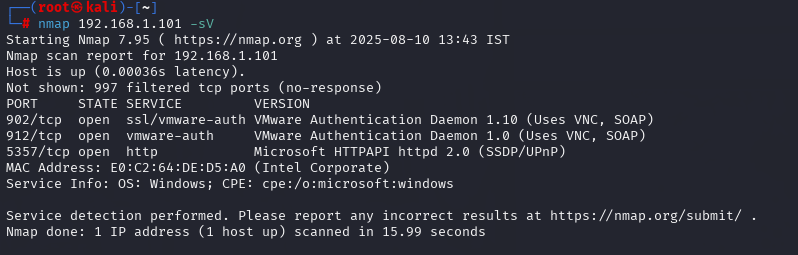 ┌──(root㉿kali)-[~]
└─# nmap 192.168.1.101 -sV
Starting Nmap 7.95 ( https://nmap.org ) at 2025-08-10 13:43 IST
Nmap scan report for 192.168.1.101
Host is up (0.00036s latency).
Not shown: 997 filtered tcp ports (no-response)
PORT     STATE SERVICE         VERSION
902/tcp  open  ssl/vmware-auth VMware Authentication Daemon 1.10 (Uses VNC, SOAP)
912/tcp  open  vmware-auth     VMware Authentication Daemon 1.0 (Uses VNC, SOAP)
5357/tcp open  http            Microsoft HTTPAPI httpd 2.0 (SSDP/UPnP)
MAC Address: E0:C2:64:DE:D5:A0 (Intel Corporate)
Service Info: OS: Windows; CPE: cpe:/o:microsoft:windows

Service detection performed. Please report any incorrect results at https://nmap.org/submit/ .
Nmap done: 1 IP address (1 host up) scanned in 15.99 seconds